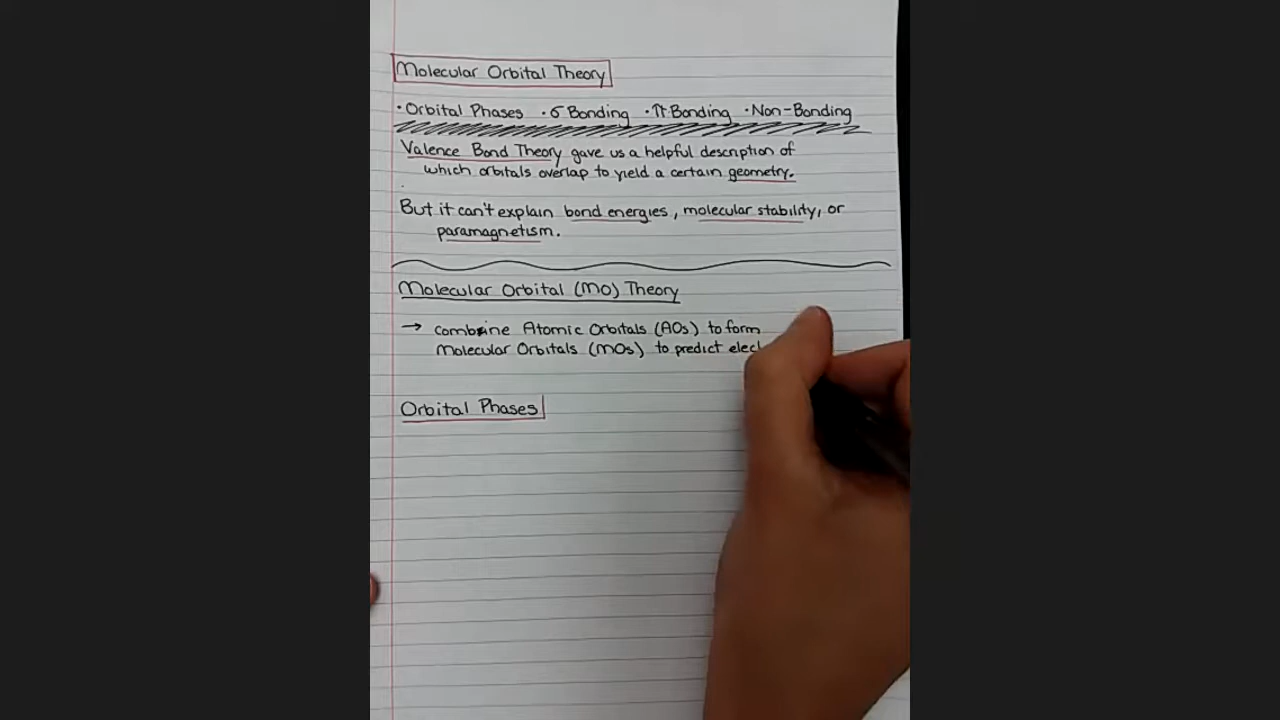 Molecular Orbital Theory
·Orbital Phases ·σ Bonding ·π Bonding ·Non-Bonding
Valence Bond Theory gave us a helpful description of
which orbitals overlap to yield a certain geometry.
But it can't explain bond energies, molecular stability, or
paramagnetism.
Molecular Orbital (MO) Theory
→ combine Atomic Orbitals (AOs) to form
Molecular Orbitals (MOs) to predict elect
Orbital Phases